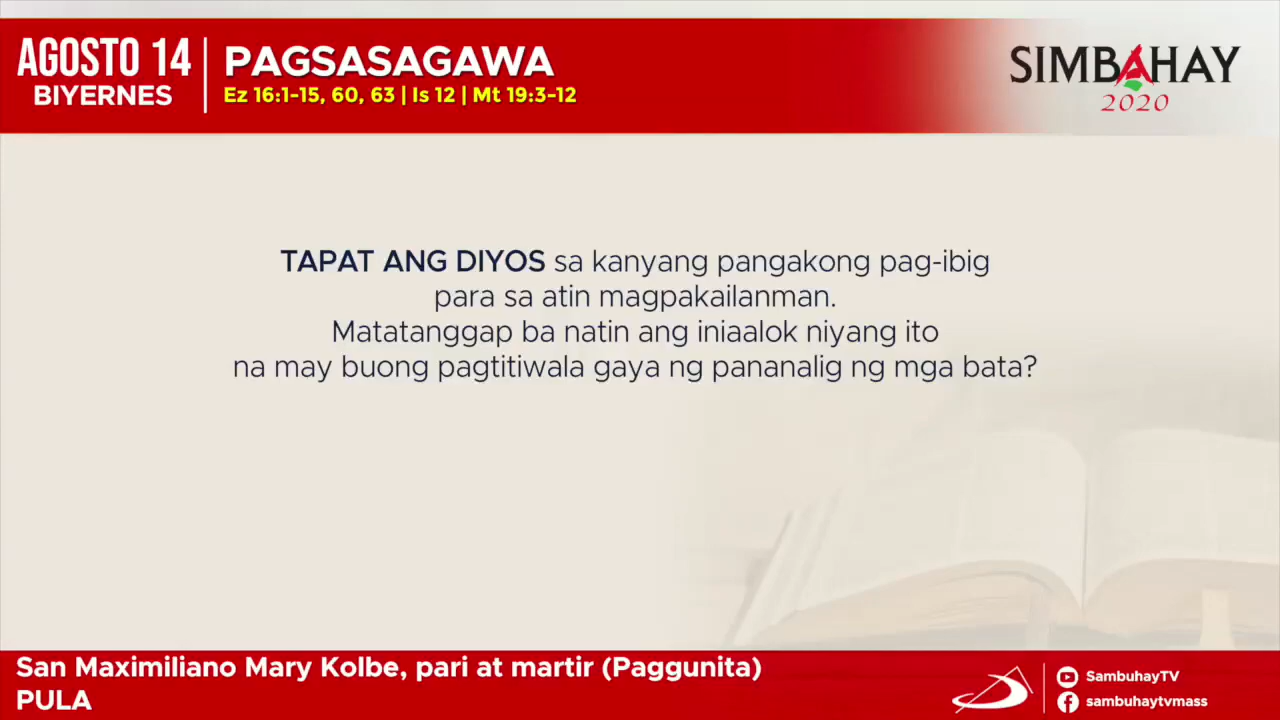 AGOSTO 14
BIYERNES
PAGSASAGAWA
Ez 16:1-15, 60, 63 | Is 12 | Mt 19:3-12
SIMBAHAY
2020
TAPAT ANG DIYOS sa kanyang pangakong pag-ibig
para sa atin magpakailanman.
Matatanggap ba natin ang iniaalok niyang ito
na may buong pagtitiwala gaya ng pananalig ng mga bata?
San Maximiliano Mary Kolbe, pari at martir (Paggunita)
PULA
SambuhayTV
sambuhaytvmass